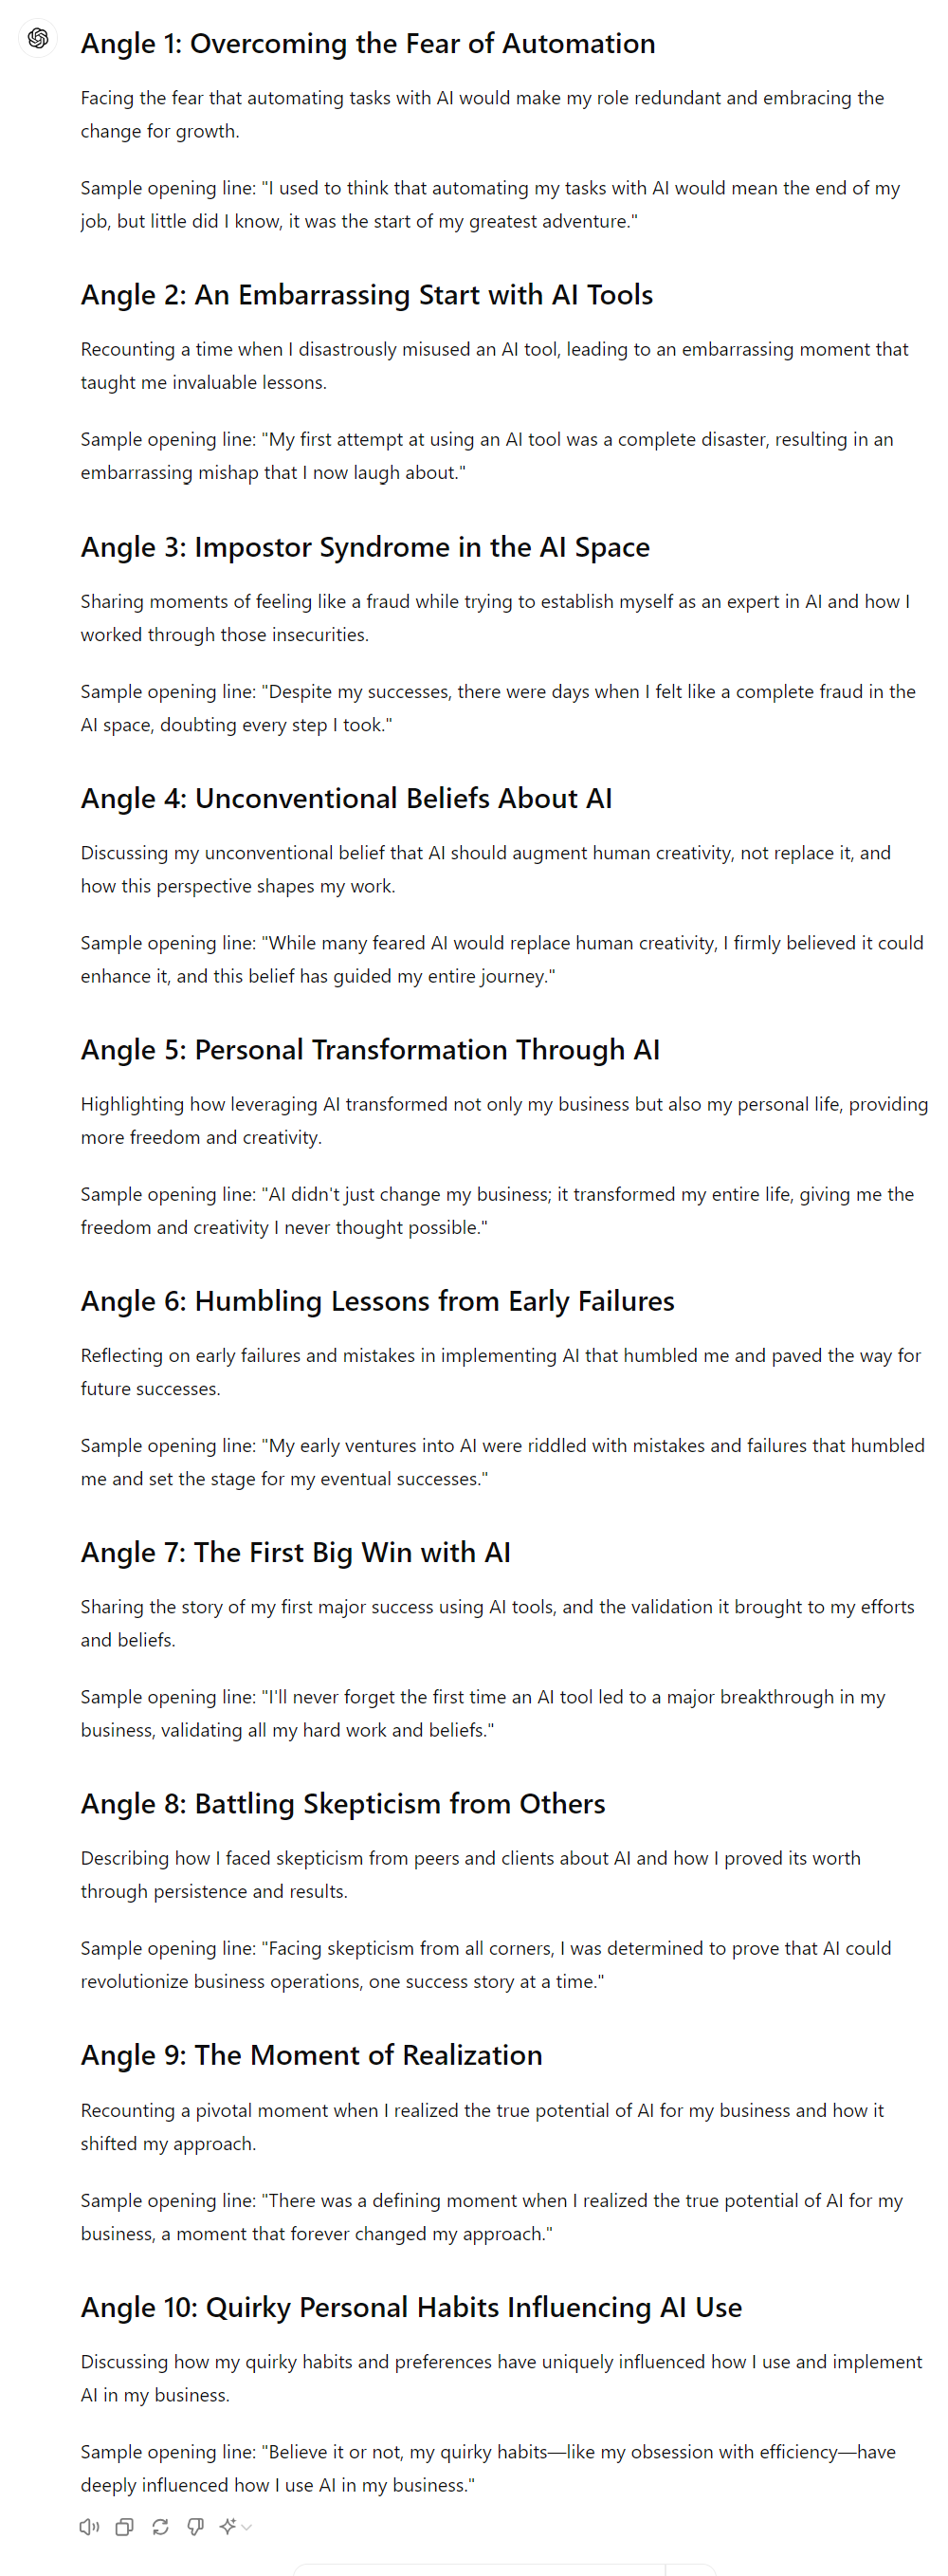 Angle 1: Overcoming the Fear of Automation
Facing the fear that automating tasks with AI would make my role redundant and embracing the
change for growth.
Sample opening line: "I used to think that automating my tasks with AI would mean the end of my
job, but little did I know, it was the start of my greatest adventure."
Angle 2: An Embarrassing Start with AI Tools
Recounting a time when I disastrously misused an AI tool, leading to an embarrassing moment that
taught me invaluable lessons.
Sample opening line: "My first attempt at using an AI tool was a complete disaster, resulting in an
embarrassing mishap that I now laugh about."
Angle 3: Impostor Syndrome in the AI Space
Sharing moments of feeling like a fraud while trying to establish myself as an expert in AI and how I
worked through those insecurities.
Sample opening line: "Despite my successes, there were days when I felt like a complete fraud in the
AI space, doubting every step I took."
Angle 4: Unconventional Beliefs About AI
Discussing my unconventional belief that AI should augment human creativity, not replace it, and
how this perspective shapes my work.
Sample opening line: "While many feared AI would replace human creativity, I firmly believed it could
enhance it, and this belief has guided my entire journey."
Angle 5: Personal Transformation Through AI
Highlighting how leveraging AI transformed not only my business but also my personal life, providing
more freedom and creativity.
Sample opening line: "AI didn't just change my business; it transformed my entire life, giving me the
freedom and creativity I never thought possible."
Angle 6: Humbling Lessons from Early Failures
Reflecting on early failures and mistakes in implementing AI that humbled me and paved the way for
future successes.
Sample opening line: "My early ventures into AI were riddled with mistakes and failures that humbled
me and set the stage for my eventual successes."
Angle 7: The First Big Win with AI
Sharing the story of my first major success using AI tools, and the validation it brought to my efforts
and beliefs.
Sample opening line: "I'll never forget the first time an AI tool led to a major breakthrough in my
business, validating all my hard work and beliefs."
Angle 8: Battling Skepticism from Others
Describing how I faced skepticism from peers and clients about AI and how I proved its worth
through persistence and results.
Sample opening line: "Facing skepticism from all corners, I was determined to prove that AI could
revolutionize business operations, one success story at a time."
Angle 9: The Moment of Realization
Recounting a pivotal moment when I realized the true potential of AI for my business and how it
shifted my approach.
Sample opening line: "There was a defining moment when I realized the true potential of AI for my
business, a moment that forever changed my approach."
Angle 10: Quirky Personal Habits Influencing AI Use
Discussing how my quirky habits and preferences have uniquely influenced how I use and implement
AI in my business.
Sample opening line: "Believe it or not, my quirky habits—like my obsession with efficiency—have
deeply influenced how I use AI in my business."